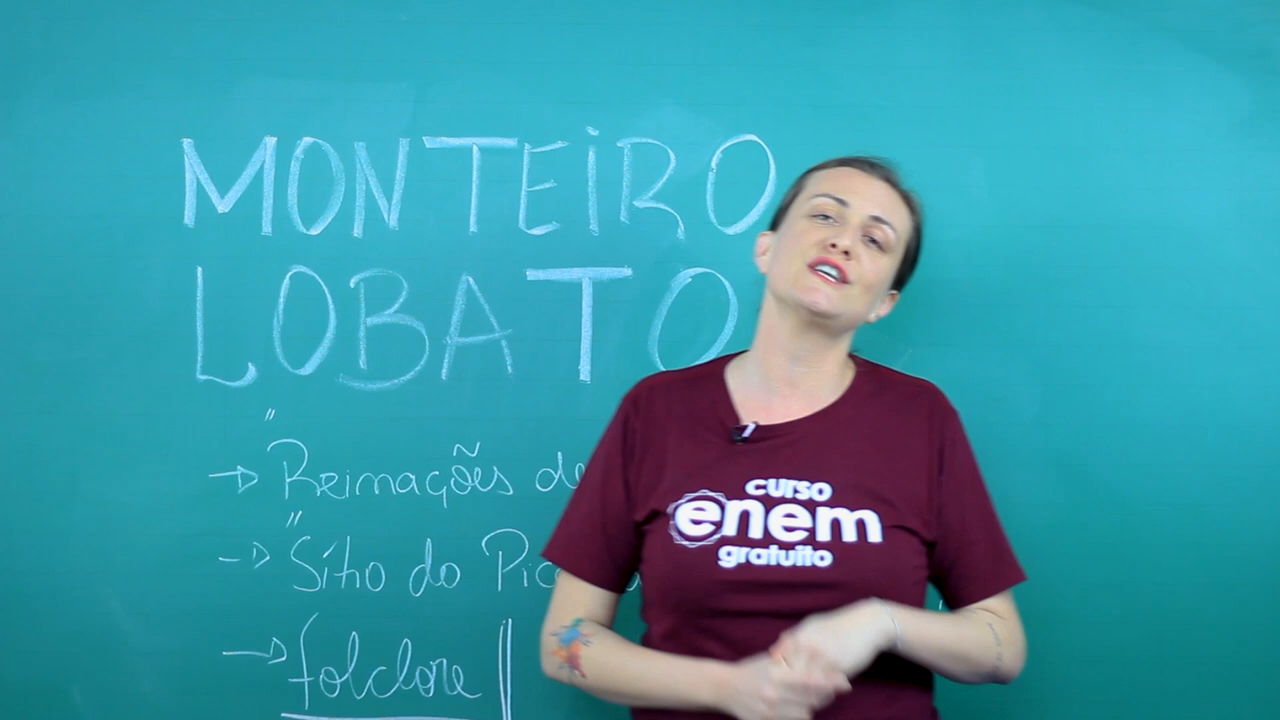 MONTEIRO
LOBATO
"
→ Reinações de
"
→ Sítio do Pic
→ folclore
curso
enem
gratuito